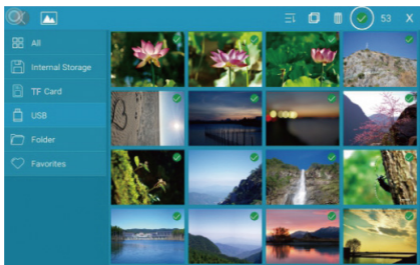 53 X
All
Internal Storage
TF Card
USB
Folder
Favorites